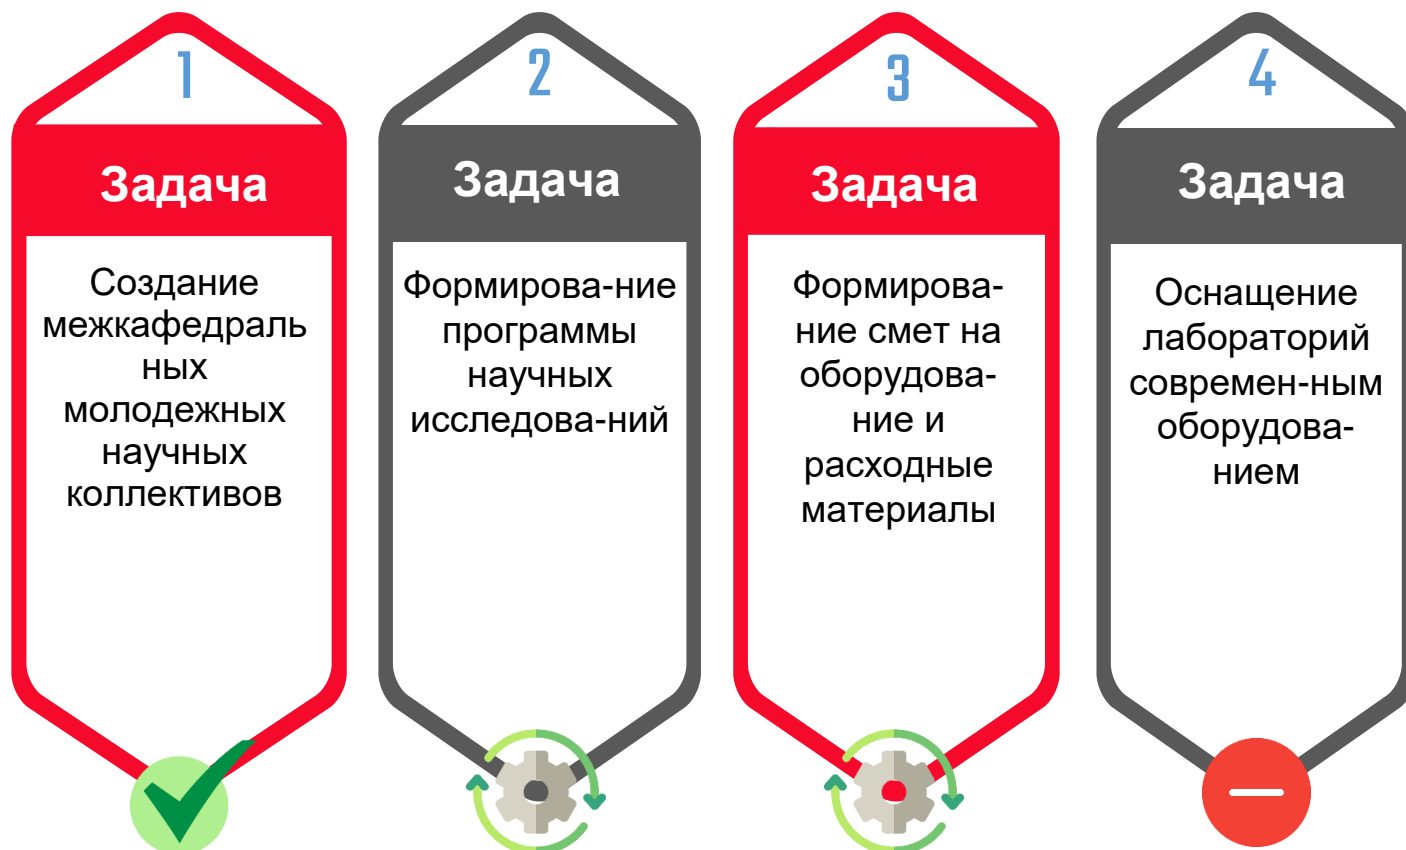 1
Задача
Создание
межкафедраль
ных
молодежных
научных
коллективов
2
Задача
Формирова-ние
программы
научных
исследова-ний
3
Задача
Формирова-
ние смет на
оборудова-
ние и
расходные
материалы
4
Задача
Оснащение
лабораторий
современ-ным
оборудова-
нием